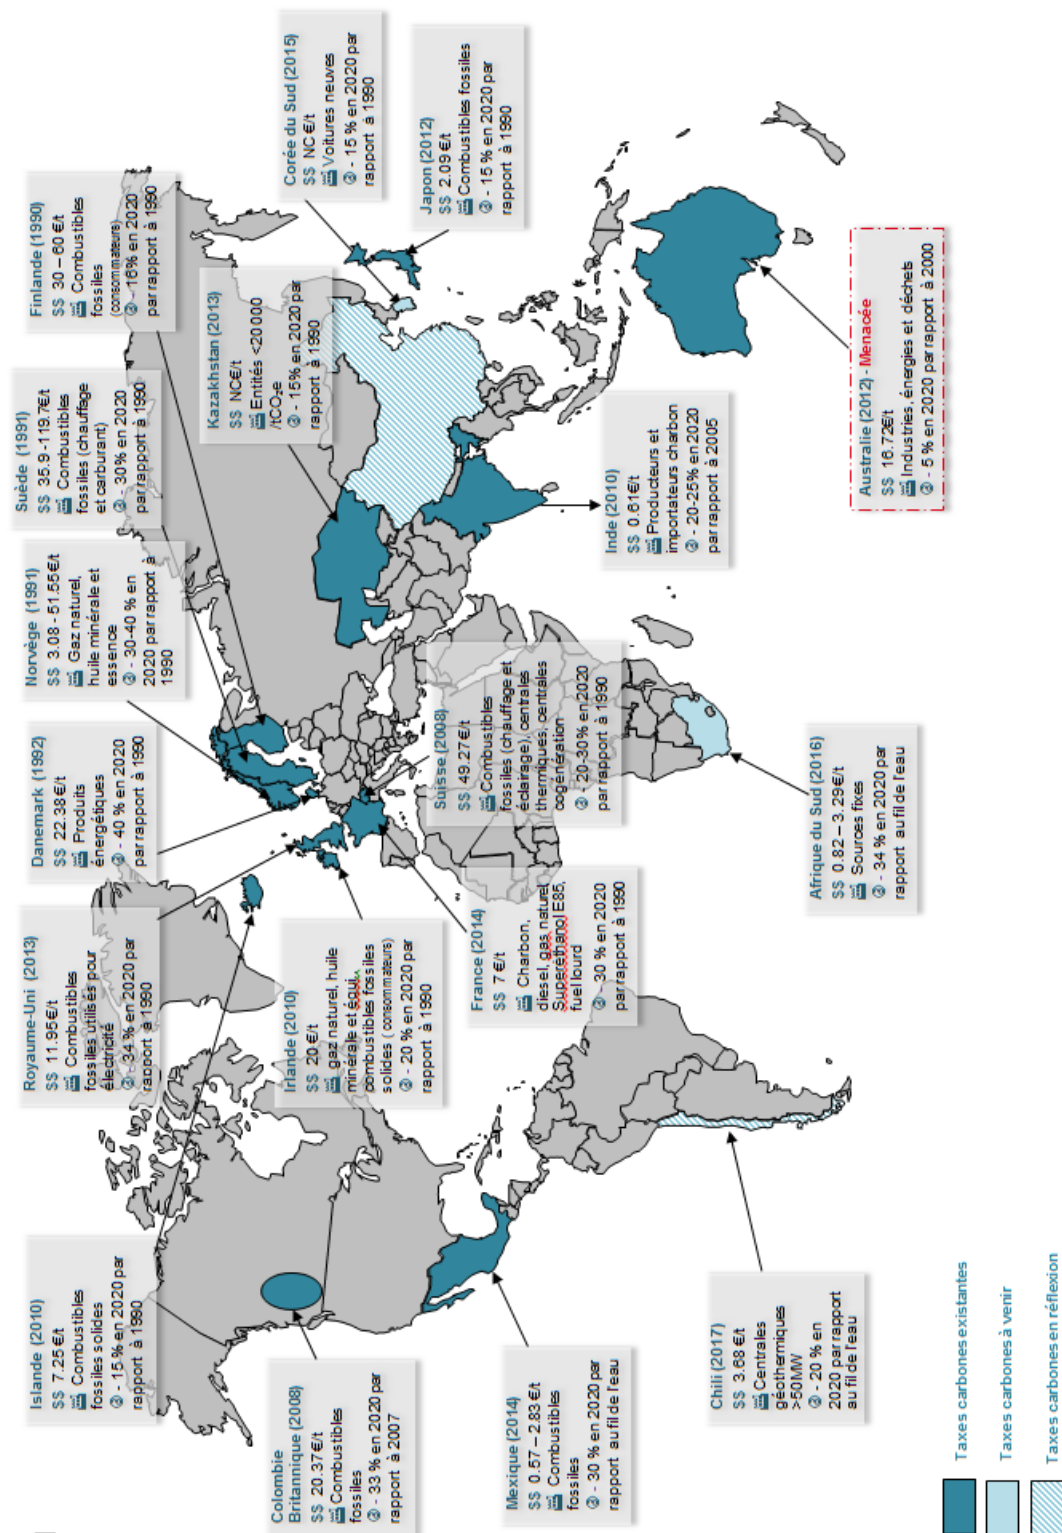 Islande (2010)
$$ 7.25 €/t
Combustibles
fossiles solides
- 15 % en 2020 par
rapport à 1990
Royaume-Uni (2013)
$$ 11.95€/t
Combustibles
fossiles utilisés pour
électricité
- 34 % en 2020 par
rapport à 1990
Danemark (1992)
$$ 22.38 €/t
Produits
énergétiques
- 40 % en 2020
par rapport à 1990
Norvège (1991)
$$ 3.08 - 51.55€/t
Gaz naturel,
huile minérale et
essence
- 30-40 % en
2020 par rapport à
1990
Suède (1991)
$$ 35.9 -119.7€/t
Combustibles
fossiles (chauffage
et carburant)
- 30% en 2020
par rapport à 1990
Finlande (1990)
$$ 30 – 60 €/t
Combustibles
fossiles
(consommateurs)
- 16% en 2020
par rapport à 1990
Colombie
Britannique (2008)
$$ 20.37€/t
Combustibles
fossiles
- 33 % en 2020 par
rapport à 2007
Irlande (2010)
$$ 20 €/t
gaz naturel, huile
minérale et équi.
combustibles fossiles
solides (consommateurs)
- 20 % en 2020 par
rapport à 1990
Kazakhstan (2013)
$$ NC€/t
Entités <20 000
/tCO₂e
- 15% en 2020 par
rapport à 1990
Corée du Sud (2015)
$$ NC €/t
Voitures neuves
- 15 % en 2020 par
rapport à 1990
Japon (2012)
$$ 2.09 €/t
Combustibles fossiles
- 15 % en 2020 par
rapport à 1990
Suisse (2008)
$$ 49.27€/t
Combustibles
fossiles (chauffage et
éclairage), centrales
thermiques, centrales
cogénération
- 20-30% en 2020
par rapport à 1990
France (2014)
$$ 7 €/t
Charbon,
diesel, gas naturel
Superéthanol E85,
fuel lourd
- 30 % en 2020
par rapport à 1990
Mexique (2014)
$$ 0.57 – 2.83 €/t
Combustibles
fossiles
- 30 % en 2020 par
rapport au fil de l'eau
Inde (2010)
$$ 0.61€/t
Producteurs et
importateurs charbon
- 20-25% en 2020
par rapport à 2005
Chili (2017)
$$ 3.68 €/t
Centrales
géothermiques
>50MW
- 20 % en
2020 par rapport
au fil de l'eau
Afrique du Sud (2016)
$$ 0.82 – 3.29€/t
Sources fixes
- 34 % en 2020 par
rapport au fil de l'eau
Australie (2012) - Menacée
$$ 16.72€/t
Industries, énergies et déchets
- 5 % en 2020 par rapport à 2000
Taxes carbones existantes
Taxes carbones à venir
Taxes carbones en réflexion